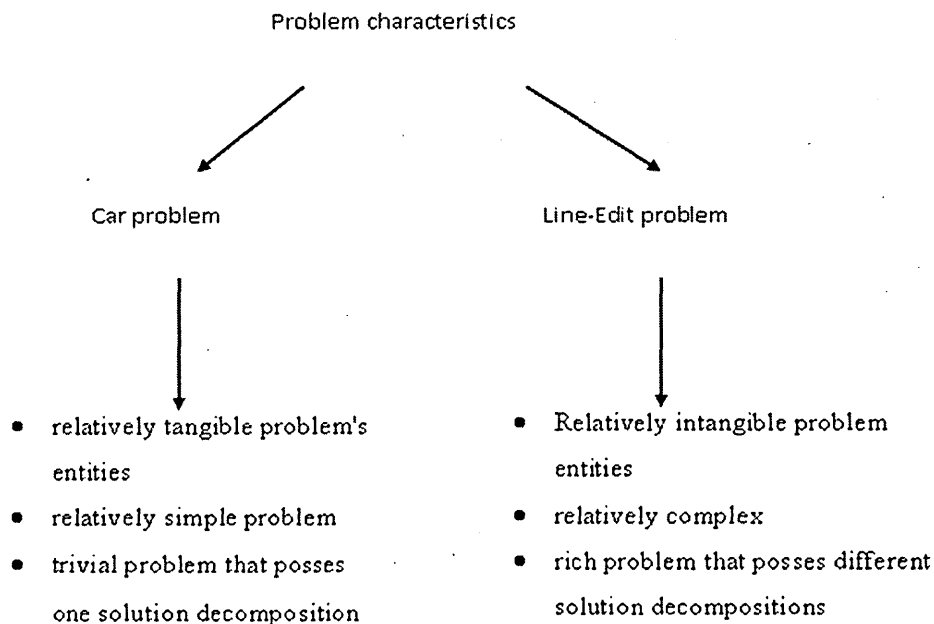 Problem characteristics
Car problem
Line-Edit problem
• relatively tangible problem's
entities
• relatively simple problem
• trivial problem that posses
one solution decomposition
• Relatively intangible problem
entities
• relatively complex
• rich problem that posses different
solution decompositions